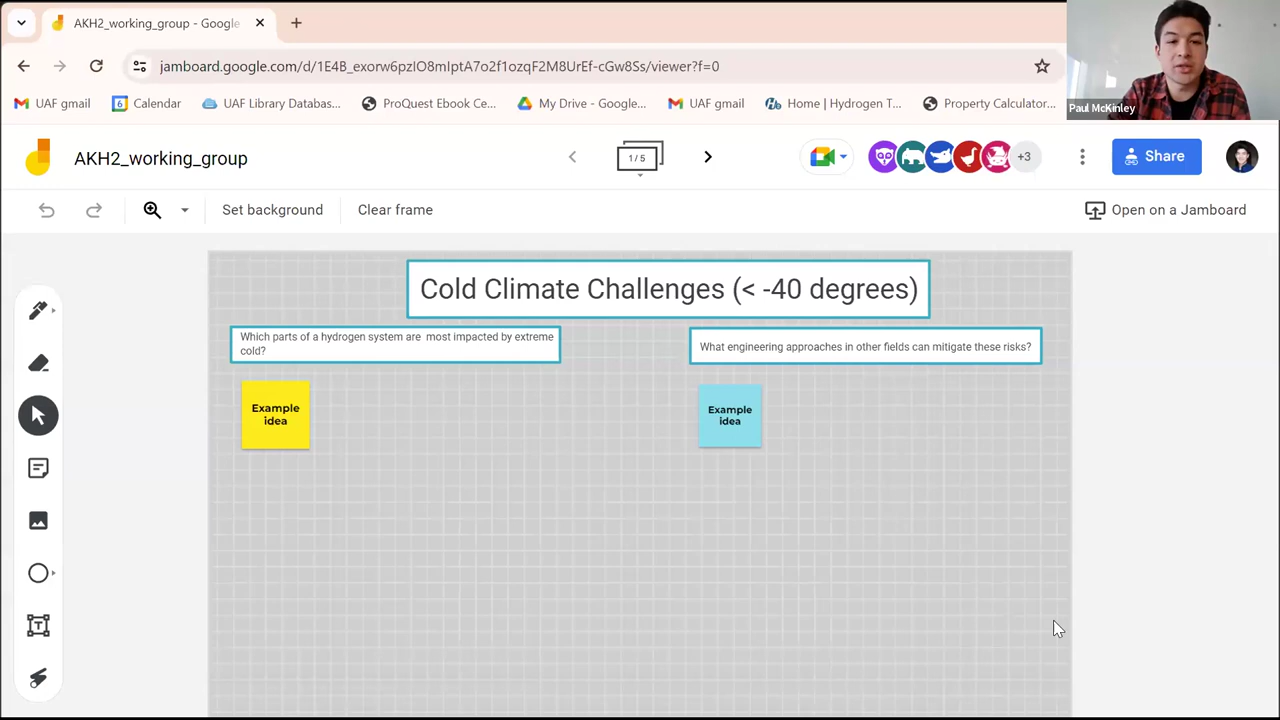 AKH2_working_group - Google
jamboard.google.com/d/1E4B_exorw6pzIO8mIptA7o2f1ozqF2M8UrEf-cGw8Ss/viewer?f=0
UAF gmail
6 Calendar
UAF Library Databas...
ProQuest Ebook Ce...
My Drive - Google...
UAF gmail
Home | Hydrogen T...
Property Calculator...
Paul McKinley
AKH2_working_group
1 / 5
+3
Share
Set background
Clear frame
Open on a Jamboard
Cold Climate Challenges (< -40 degrees)
Which parts of a hydrogen system are most impacted by extreme
cold?
What engineering approaches in other fields can mitigate these risks?
Example
idea
Example
idea